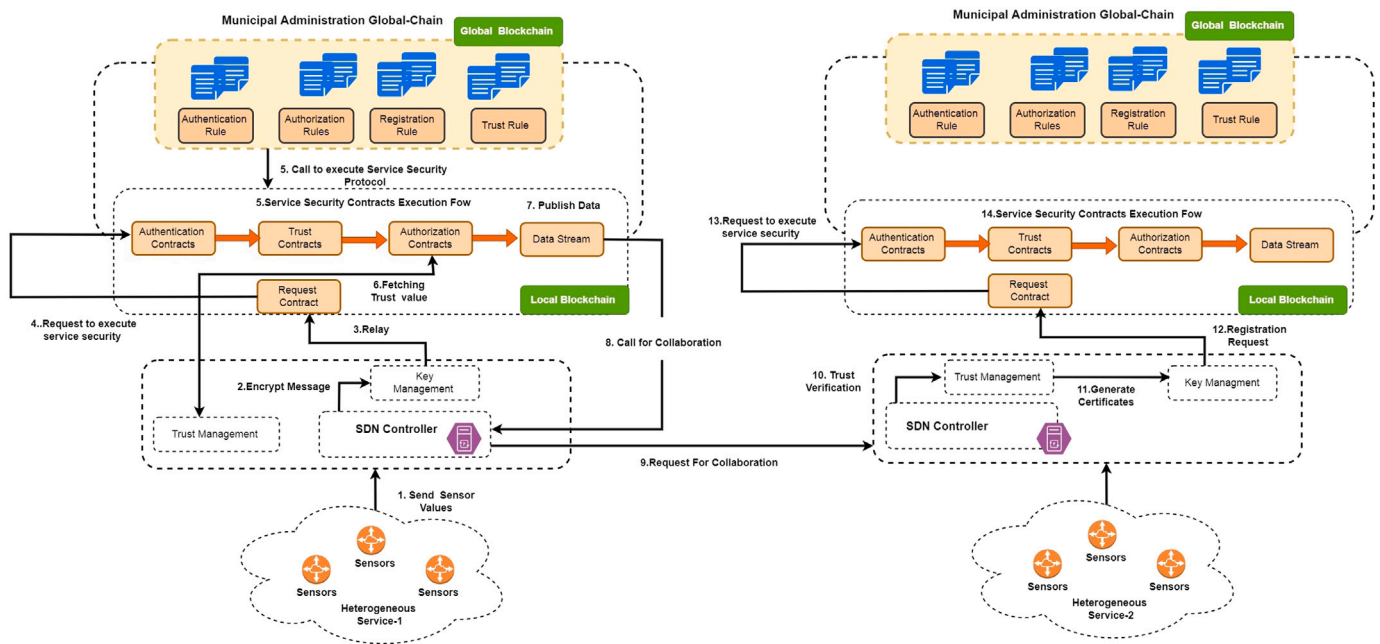 Municipal Administration Global-Chain
Global Blockchain
Authentication
Rule
Authorization
Rules
Registration
Rule
Trust Rule
5. Call to execute Service Security
Protocol
5.Service Security Contracts Execution Fow
7. Publish Data
Authentication
Contracts
Trust
Contracts
Authorization
Contracts
Data Stream
6.Fetching
Trust value
Request
Contract
Local Blockchain
4..Request to execute
service security
3.Relay
8. Call for Collaboration
2.Encrypt Message
Key
Management
Trust Management
SDN Controller
9.Request For Collaboration
1. Send Sensor
Values
Sensors
Sensors
Sensors
Heterogeneous
Service-1
Municipal Administration Global-Chain
Global Blockchain
Authentication
Rule
Authorization
Rules
Registration
Rule
Trust Rule
13.Request to execute
service security
14.Service Security Contracts Execution Fow
Authentication
Contracts
Trust
Contracts
Authorization
Contracts
Data Stream
Request
Contract
Local Blockchain
12.Registration
Request
10. Trust
Verification
Trust Management
11.Generate
Certificates
Key Managment
SDN Controller
Sensors
Sensors
Sensors
Heterogeneous
Service-2